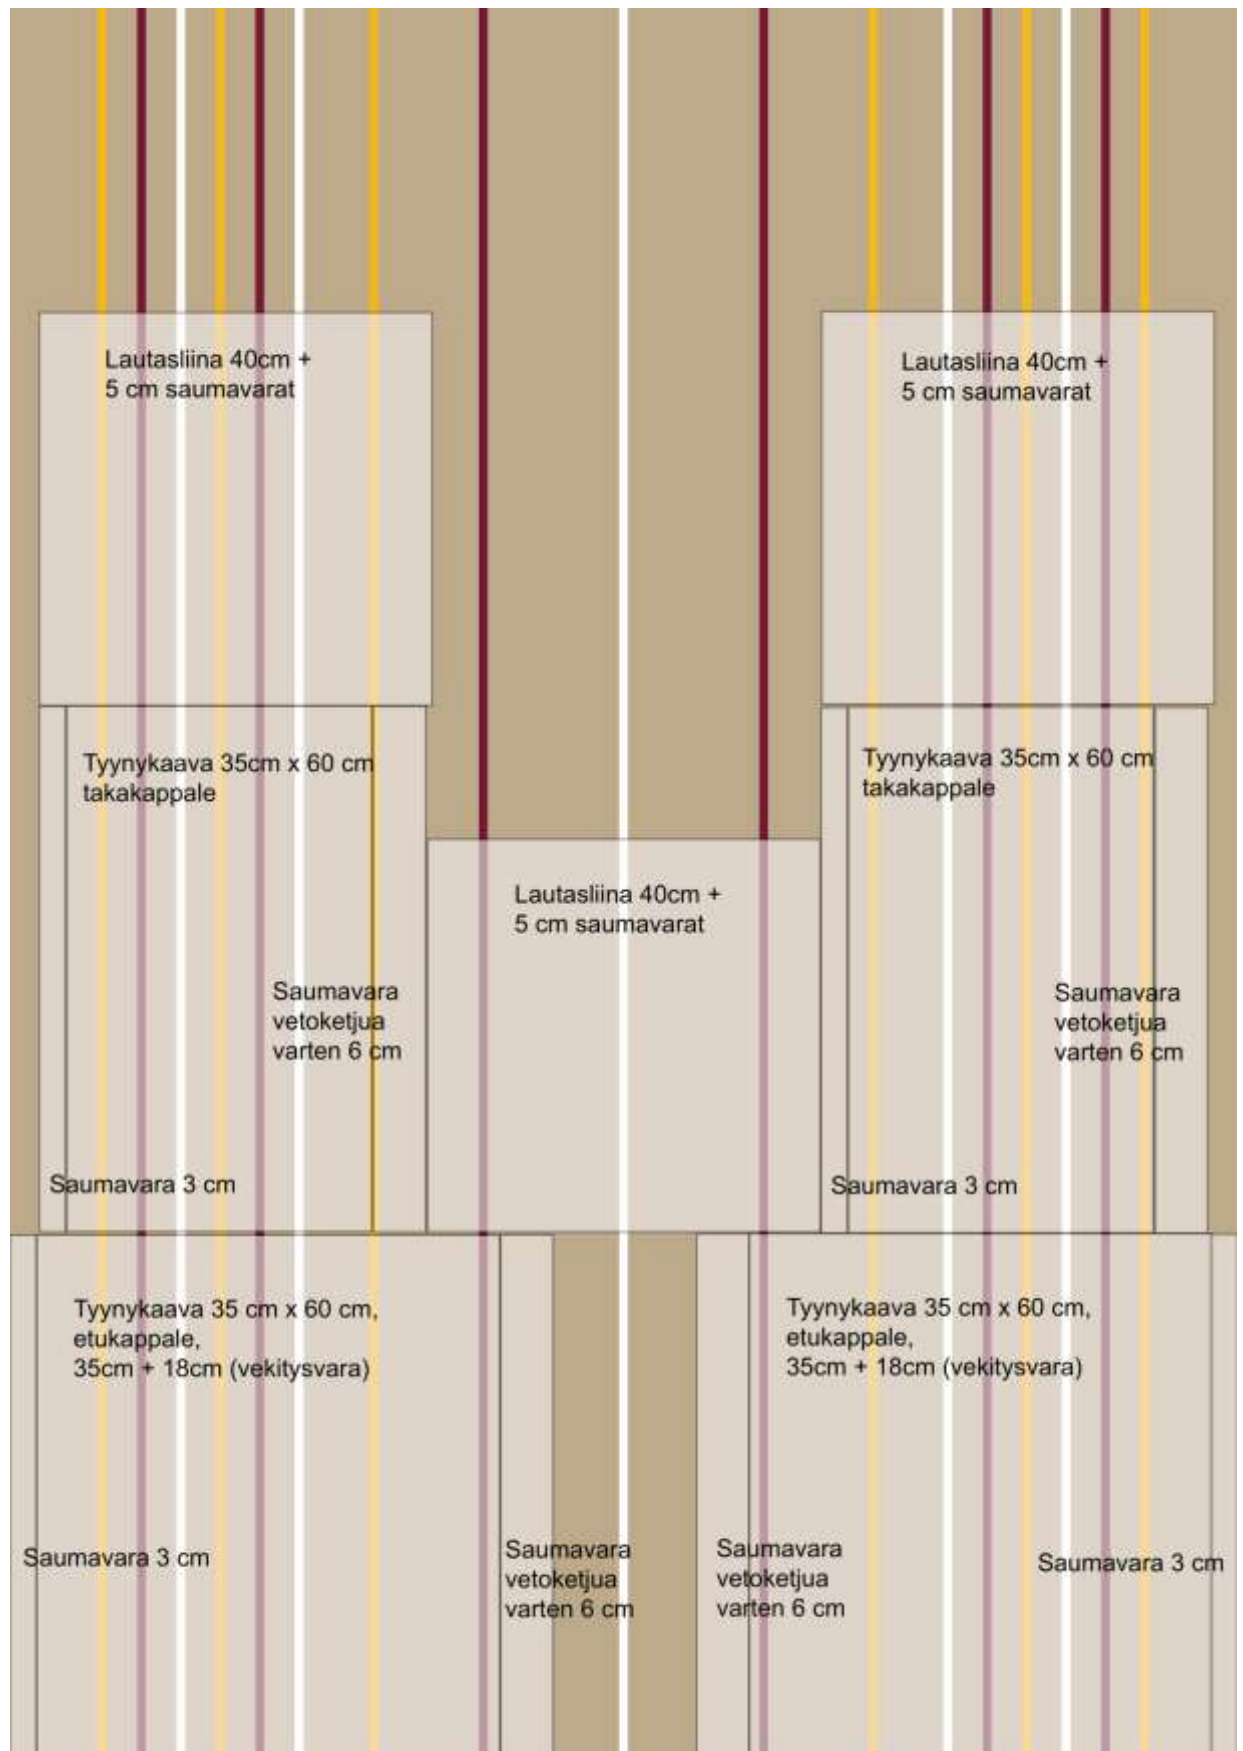 Lautasliina 40cm +
5 cm saumavarat
Lautasliina 40cm +
5 cm saumavarat
Tyynykaava 35cm x 60 cm
takakappale
Tyynykaava 35cm x 60 cm
takakappale
Lautasliina 40cm +
5 cm saumavarat
Saumavara
vetoketjua
varten 6 cm
Saumavara
vetoketjua
varten 6 cm
Saumavara 3 cm
Saumavara 3 cm
Tyynykaava 35 cm x 60 cm,
etukappale,
35cm + 18cm (vekitysvara)
Tyynykaava 35 cm x 60 cm,
etukappale,
35cm + 18cm (vekitysvara)
Saumavara 3 cm
Saumavara
vetoketjua
varten 6 cm
Saumavara
vetoketjua
varten 6 cm
Saumavara 3 cm